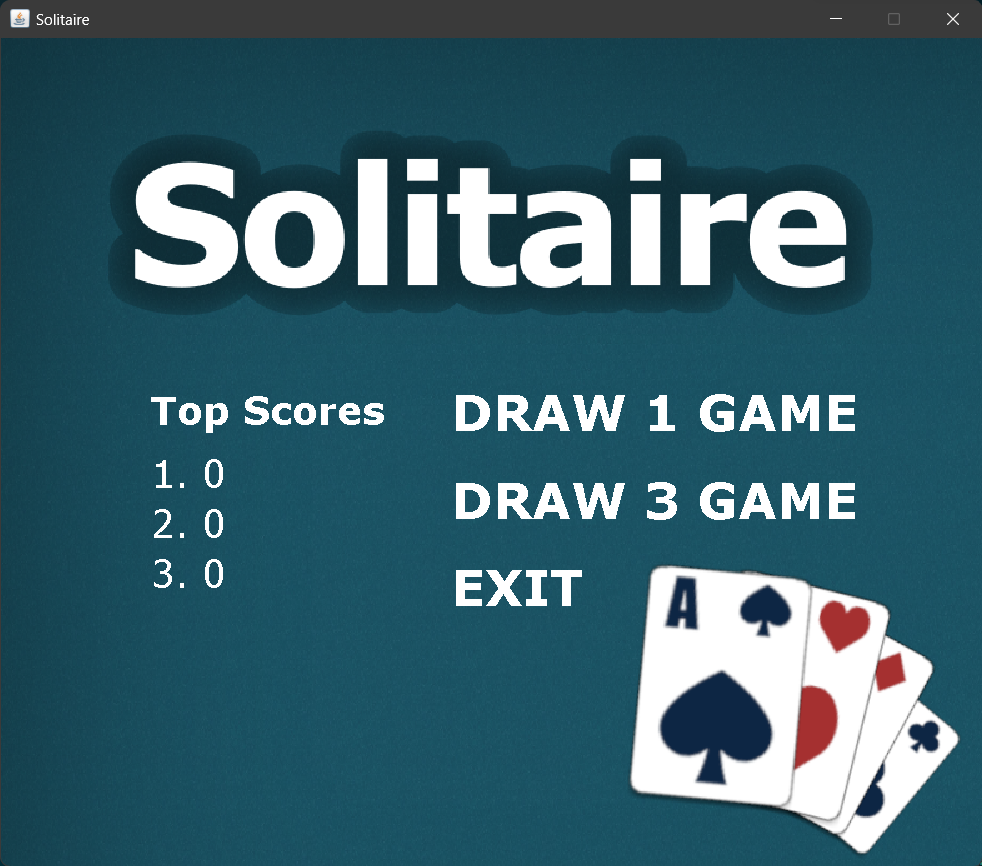 Solitaire
Solitaire
Top Scores
1. 0
2. 0
3. 0
DRAW 1 GAME
DRAW 3 GAME
EXIT
A